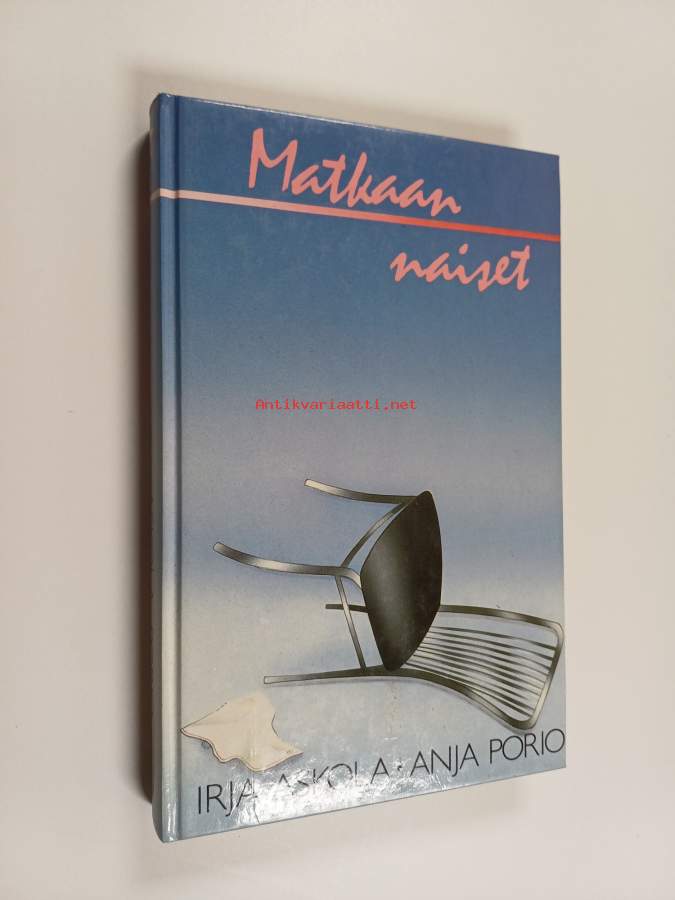 Matkaan
naiset
Antikvariaatti.net
IRJA ASKOLA • ANJA PORIO